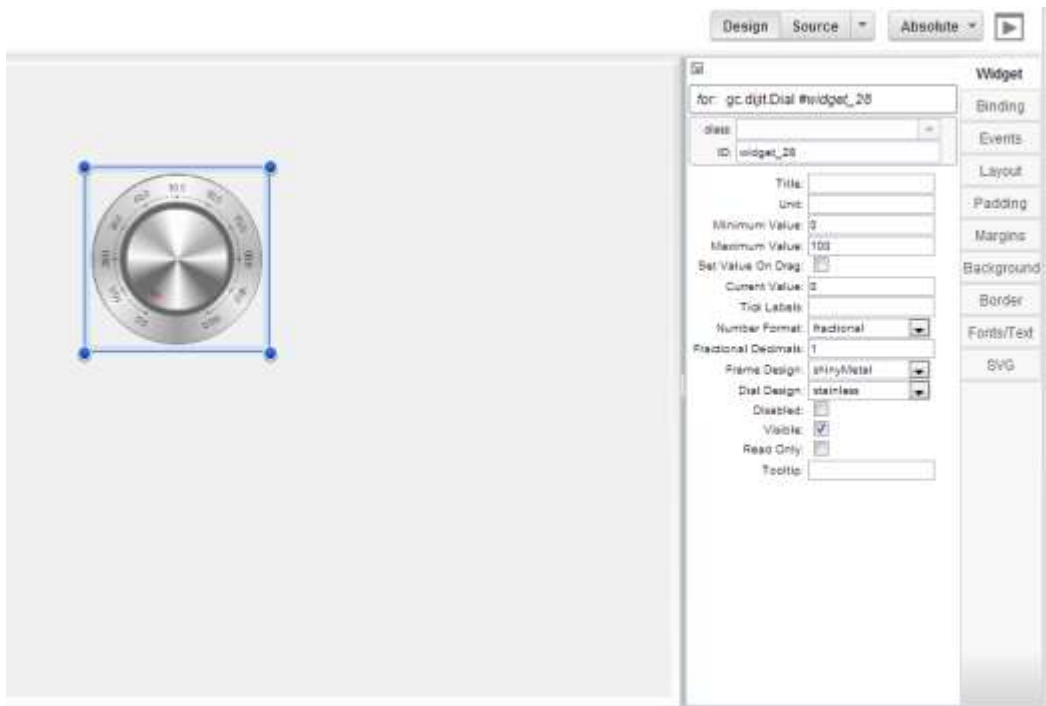 Design Source Absolute
for: gc.dijit.Dial #widget_28
class:
ID: widget_28
Title:
Unit:
Minimum Value: 0
Maximum Value: 100
Set Value On Drag:
Current Value: 0
Tick Labels:
Number Format: fractional
Fractional Decimals: 1
Frame Design: shinyMetal
Dial Design: stainless
Disabled:
Visible:
Read Only:
Tooltip:
Widget
Binding
Events
Layout
Padding
Margins
Background
Border
Fonts/Text
SVG
50.0